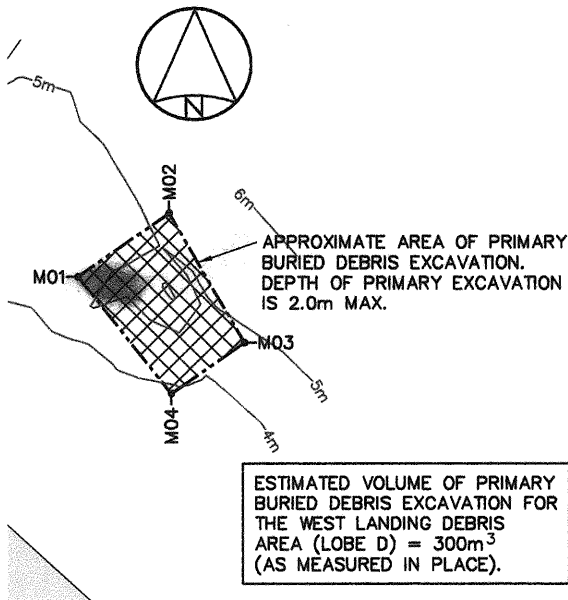 N
5m
M02
6m
APPROXIMATE AREA OF PRIMARY
BURIED DEBRIS EXCAVATION.
DEPTH OF PRIMARY EXCAVATION
IS 2.0m MAX.
M01
M03
5m
M04
4m
ESTIMATED VOLUME OF PRIMARY
BURIED DEBRIS EXCAVATION FOR
THE WEST LANDING DEBRIS
AREA (LOBE D) = 300m³
(AS MEASURED IN PLACE).